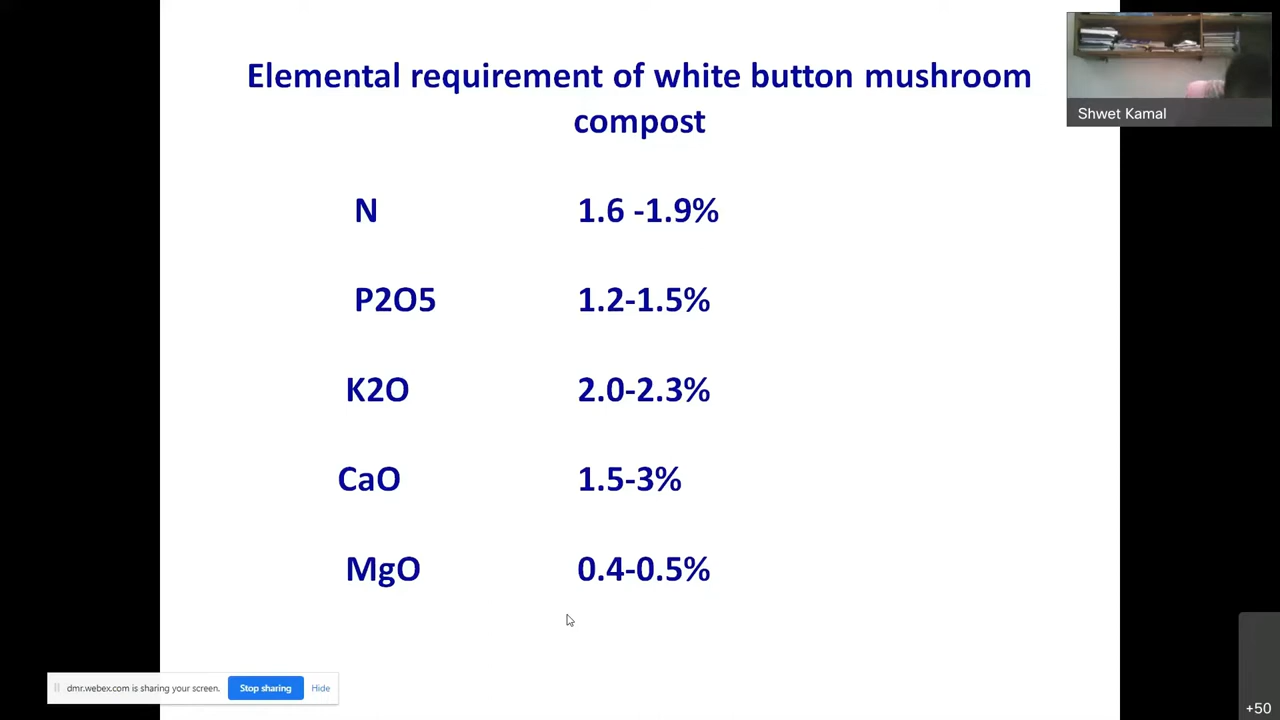 Elemental requirement of white button mushroom
compost
Shwet Kamal
N 1.6 -1.9%
P2O5 1.2-1.5%
K2O 2.0-2.3%
CaO 1.5-3%
MgO 0.4-0.5%
dmr.webex.com is sharing your screen. Stop sharing Hide
+50